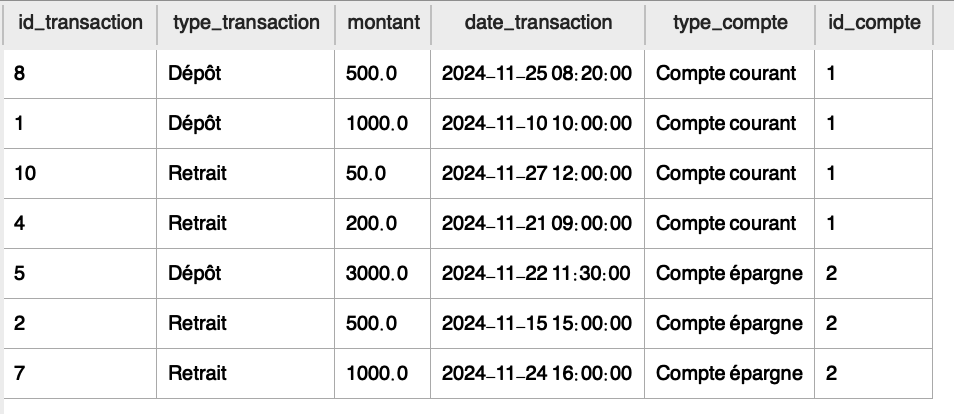 id_transaction type_transaction montant date_transaction type_compte id_compte
8 Dépôt 500.0 2024-11-25 08:20:00 Compte courant 1
1 Dépôt 1000.0 2024-11-10 10:00:00 Compte courant 1
10 Retrait 50.0 2024-11-27 12:00:00 Compte courant 1
4 Retrait 200.0 2024-11-21 09:00:00 Compte courant 1
5 Dépôt 3000.0 2024-11-22 11:30:00 Compte épargne 2
2 Retrait 500.0 2024-11-15 15:00:00 Compte épargne 2
7 Retrait 1000.0 2024-11-24 16:00:00 Compte épargne 2